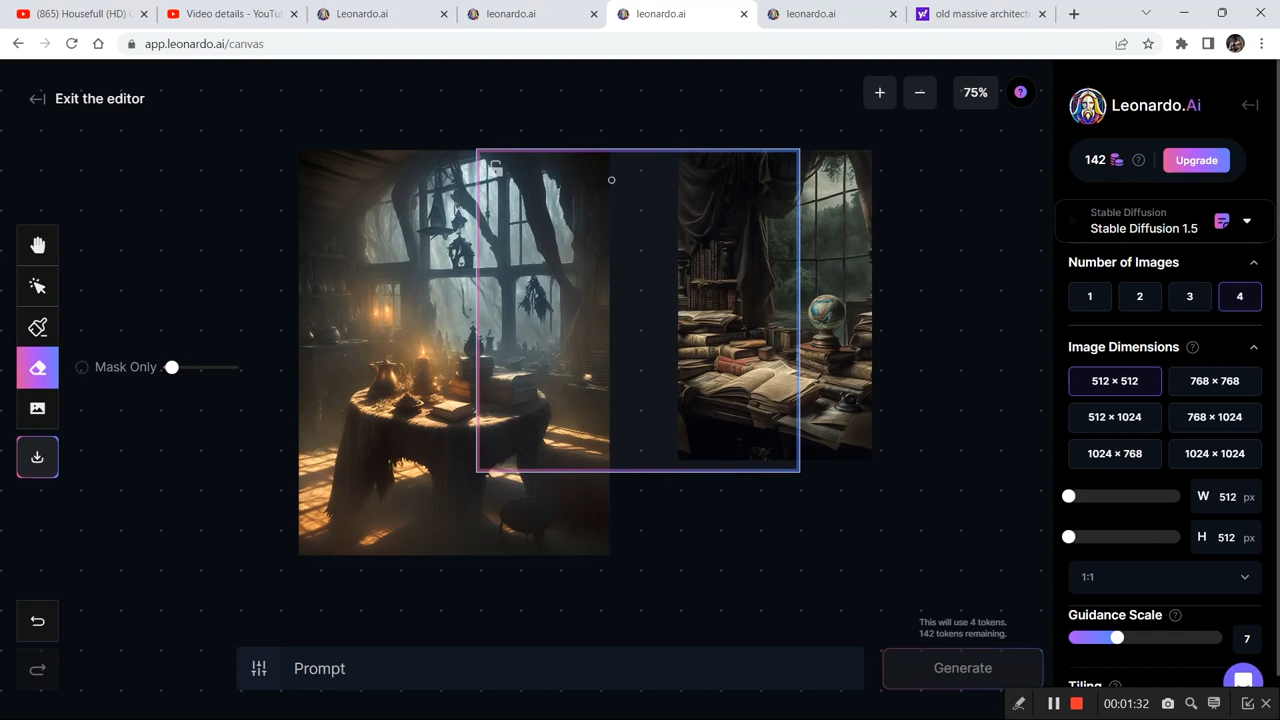 (865) Housefull (HD)
Video details - YouTu
Leonardo.ai
leonardo.ai
leonardo.ai
leonardo.ai
old massive architect
app.leonardo.ai/canvas
Exit the editor
75%
?
Leonardo.Ai
142
Upgrade
Stable Diffusion
Stable Diffusion 1.5
Number of Images
1 2 3 4
Image Dimensions
512 × 512 768 × 768
512 × 1024 768 × 1024
1024 × 768 1024 × 1024
W 512 px
H 512 px
1:1
Guidance Scale
7
Tiling
Mask Only
This will use 4 tokens.
142 tokens remaining.
Prompt
Generate
00:01:32